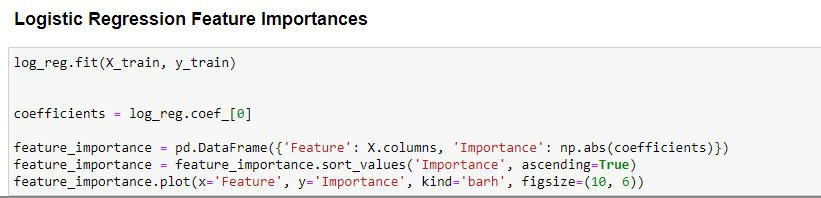 Logistic Regression Feature Importances
log_reg.fit(X_train, y_train)
coefficients = log_reg.coef_[0]
feature_importance = pd.DataFrame({'Feature': X.columns, 'Importance': np.abs(coefficients)})
feature_importance = feature_importance.sort_values('Importance', ascending=True)
feature_importance.plot(x='Feature', y='Importance', kind='barh', figsize=(10, 6))